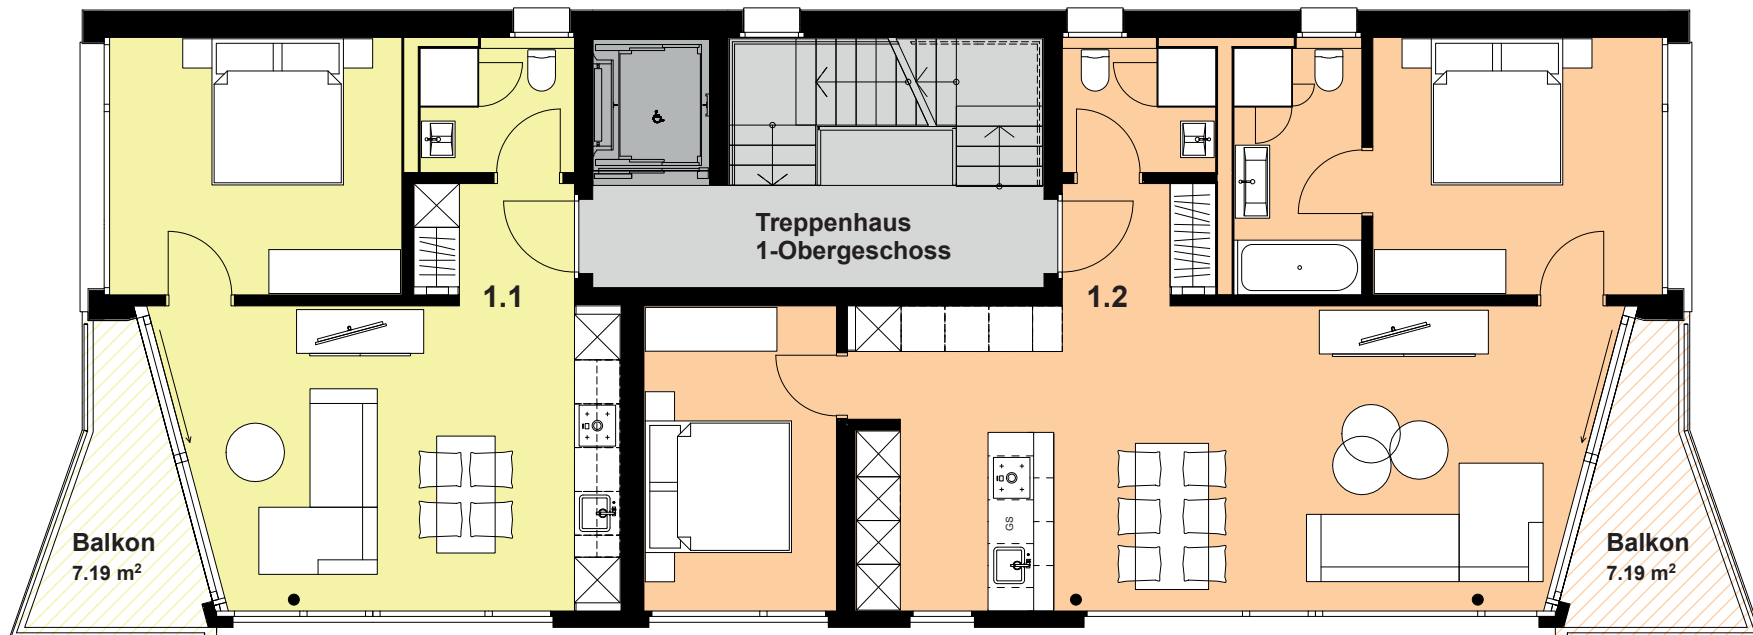 Treppenhaus
1-Obergeschoss
1.1
1.2
GS
Balkon
7.19 m²
Balkon
7.19 m²